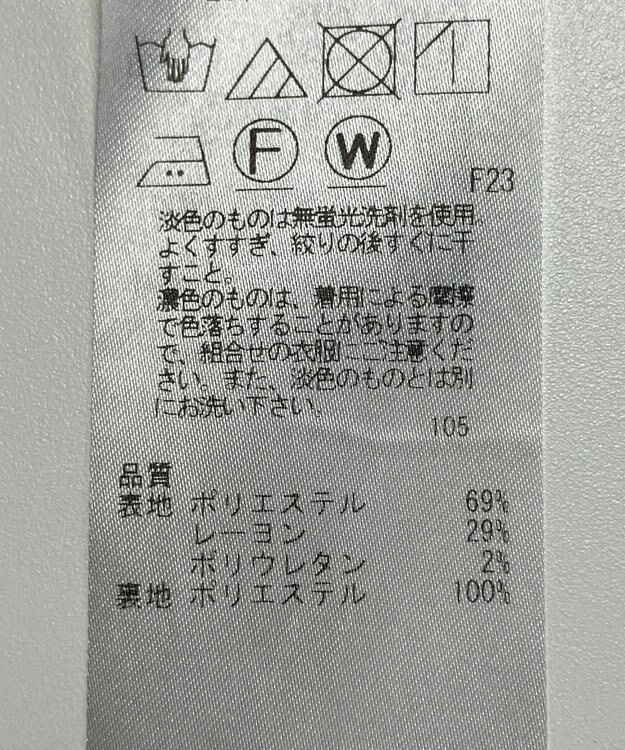 F
W
F23
淡色のものは無蛍光洗剤を使用
よくすすぎ、絞りの後すぐに干
すこと。
濃色のものは、着用による摩擦
で色落ちすることがありますの
で、組合せの衣服にご注意くだ
さい。また、淡色のものとは別
にお洗い下さい。
105
品質
表地 ポリエステル 69%
レーヨン 29%
ポリウレタン 2%
裏地 ポリエステル 100%